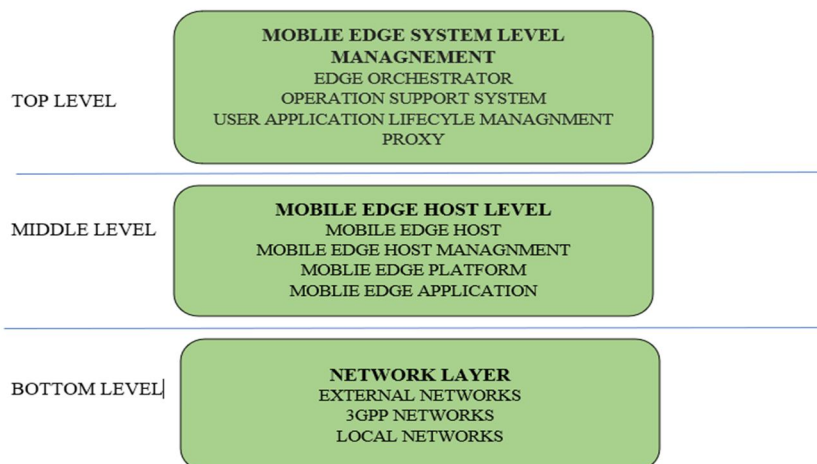 MOBLIE EDGE SYSTEM LEVEL
MANAGNEMENT
EDGE ORCHESTRATOR
OPERATION SUPPORT SYSTEM
USER APPLICATION LIFECYLE MANAGNMENT
PROXY
TOP LEVEL
MOBILE EDGE HOST LEVEL
MOBILE EDGE HOST
MOBILE EDGE HOST MANAGNMENT
MOBLIE EDGE PLATFORM
MOBLIE EDGE APPLICATION
MIDDLE LEVEL
NETWORK LAYER
EXTERNAL NETWORKS
3GPP NETWORKS
LOCAL NETWORKS
BOTTOM LEVEL